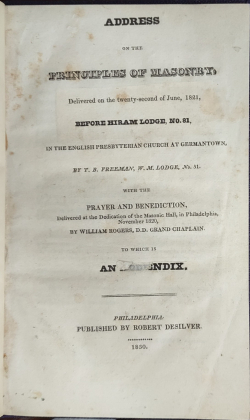 ADDRESS
ON THE
PRINCIPLES OF MASONRY,
Delivered on the twenty-second of June, 1821,
BEFORE HIRAM LODGE, NO. 81,
IN THE ENGLISH PRESBYTERIAN CHURCH AT GERMANTOWN,
BY T. B. FREEMAN, W. M. LODGE, No. 51.
WITH THE
PRAYER AND BENEDICTION,
Delivered at the Dedication of the Masonic Hall, in Philadelphia,
November 1820,
BY WILLIAM ROGERS, D.D. GRAND CHAPLAIN.
TO WHICH IS
AN APPENDIX.
PHILADELPHIA:
PUBLISHED BY ROBERT DESILVER.